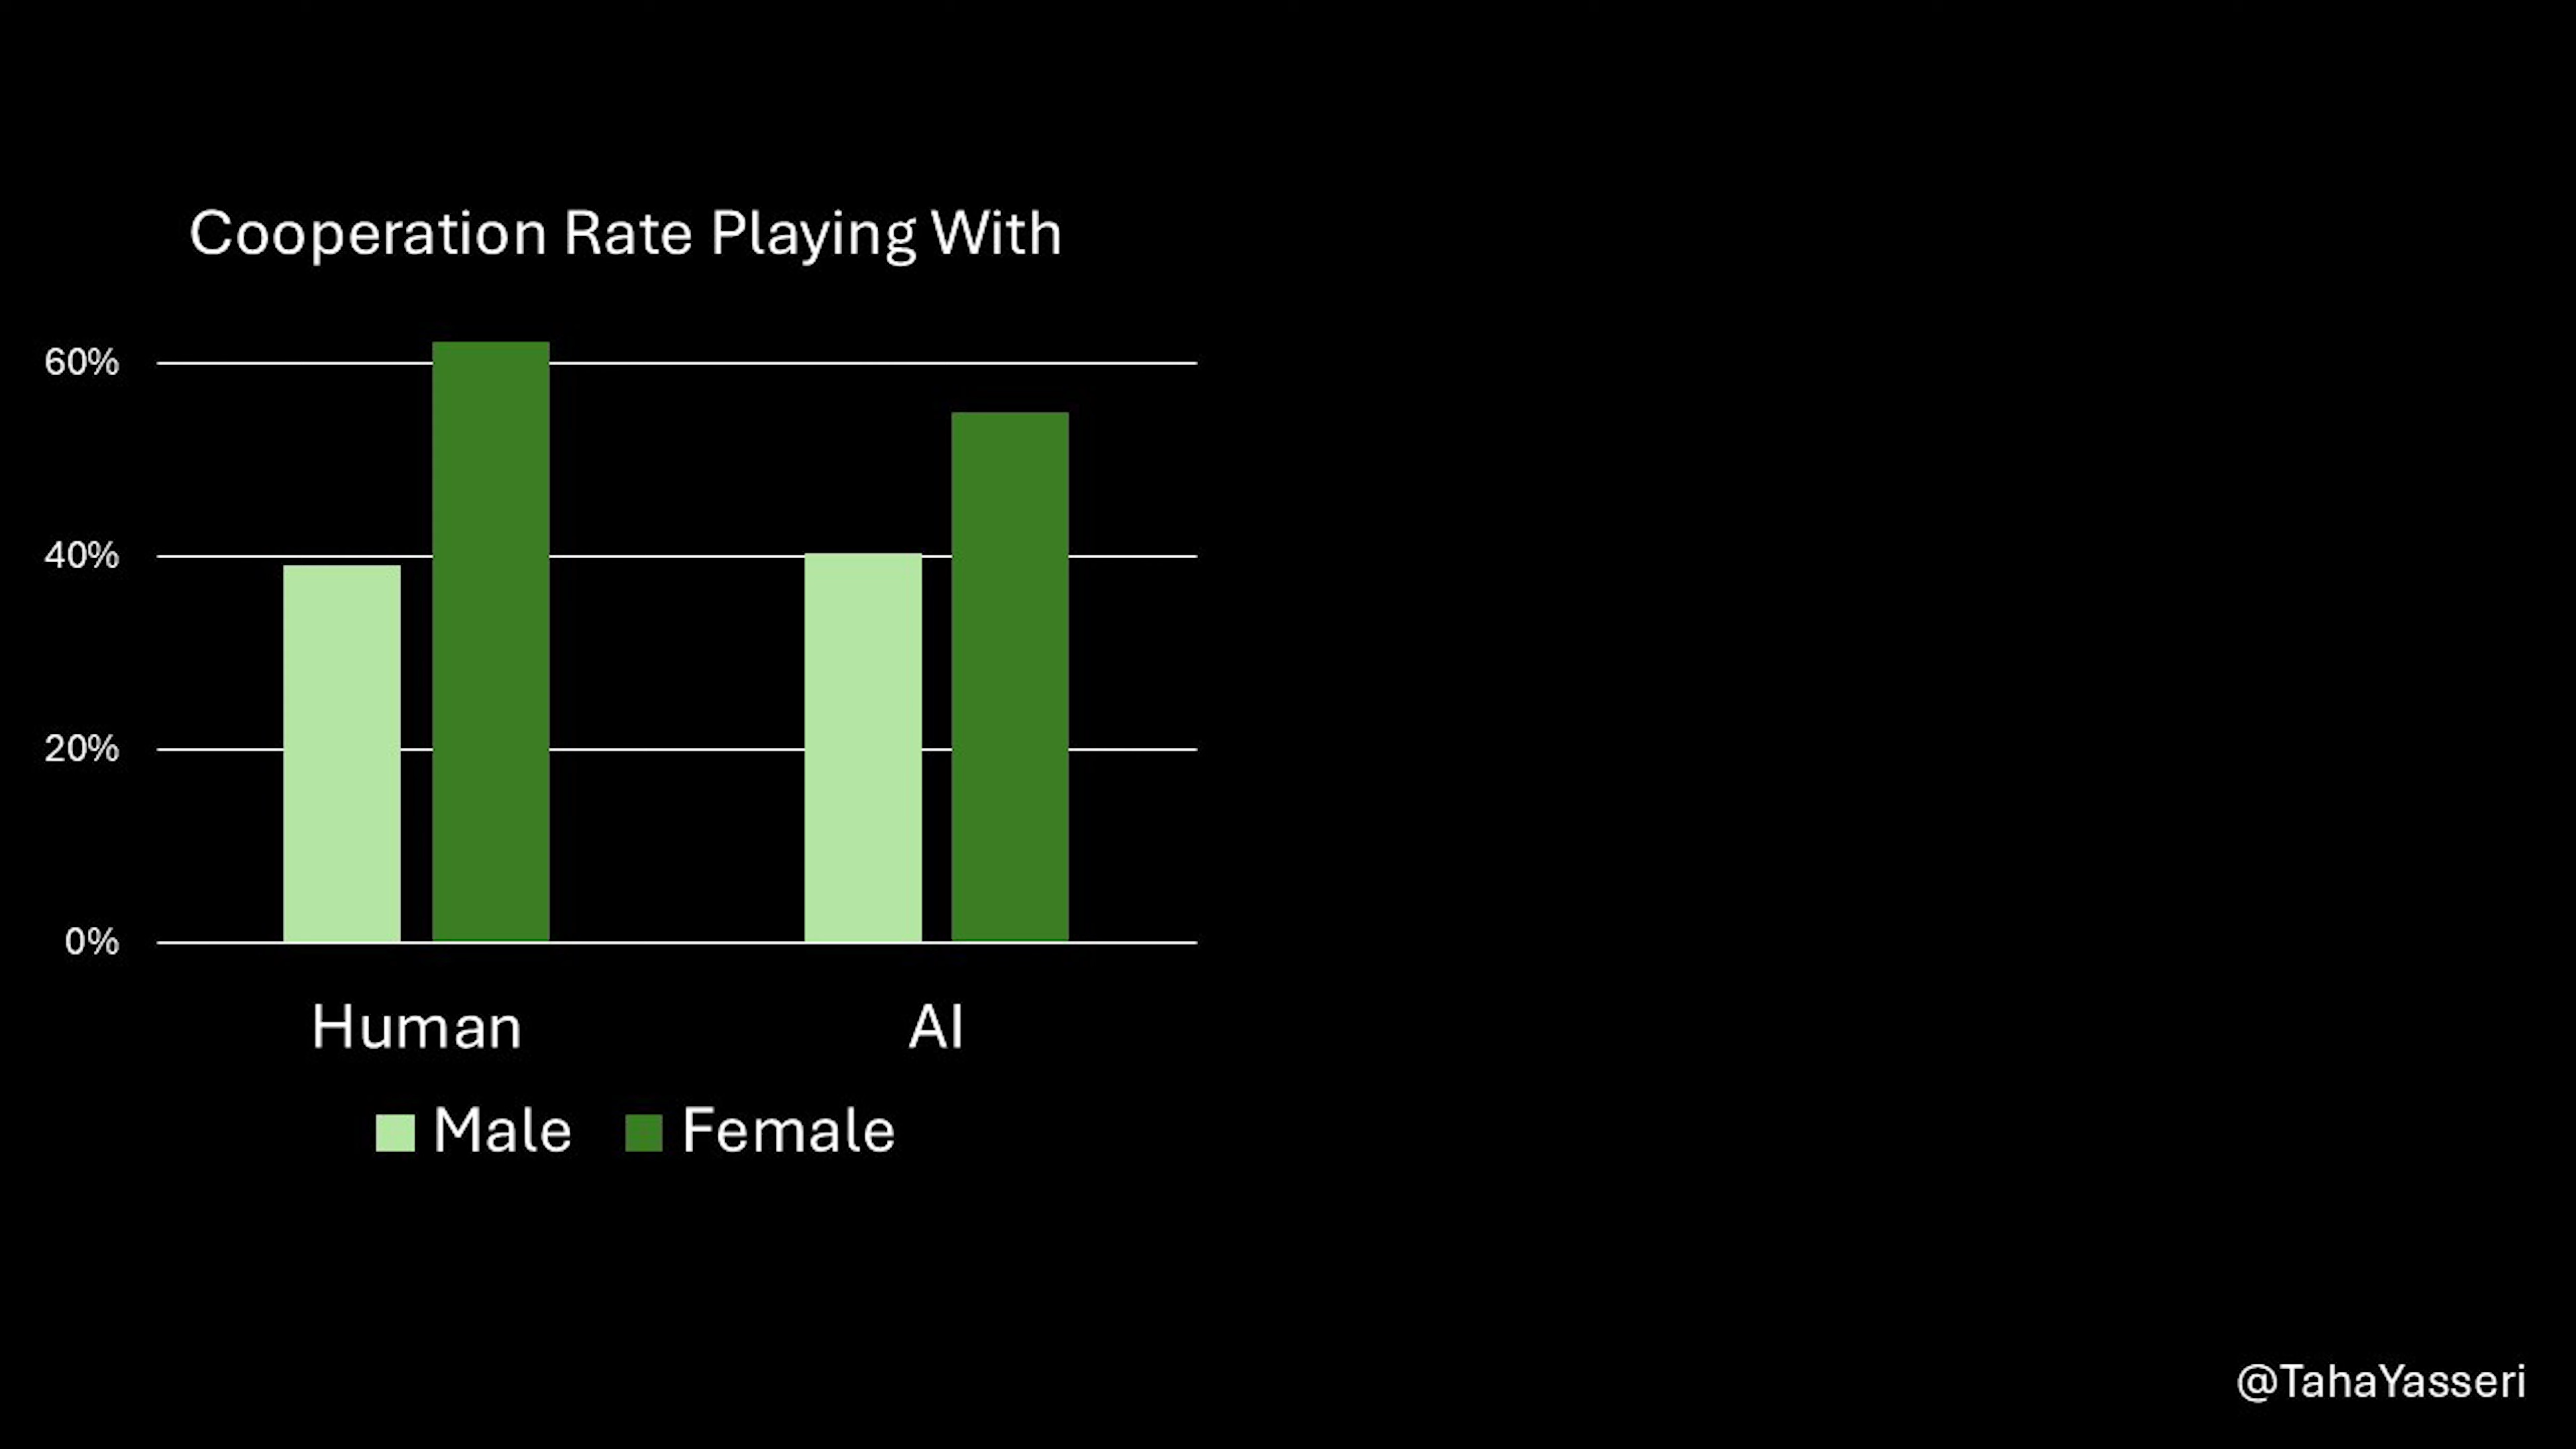 Cooperation Rate Playing With
60%
40%
20%
0%
Human AI
Male Female
@TahaYasseri